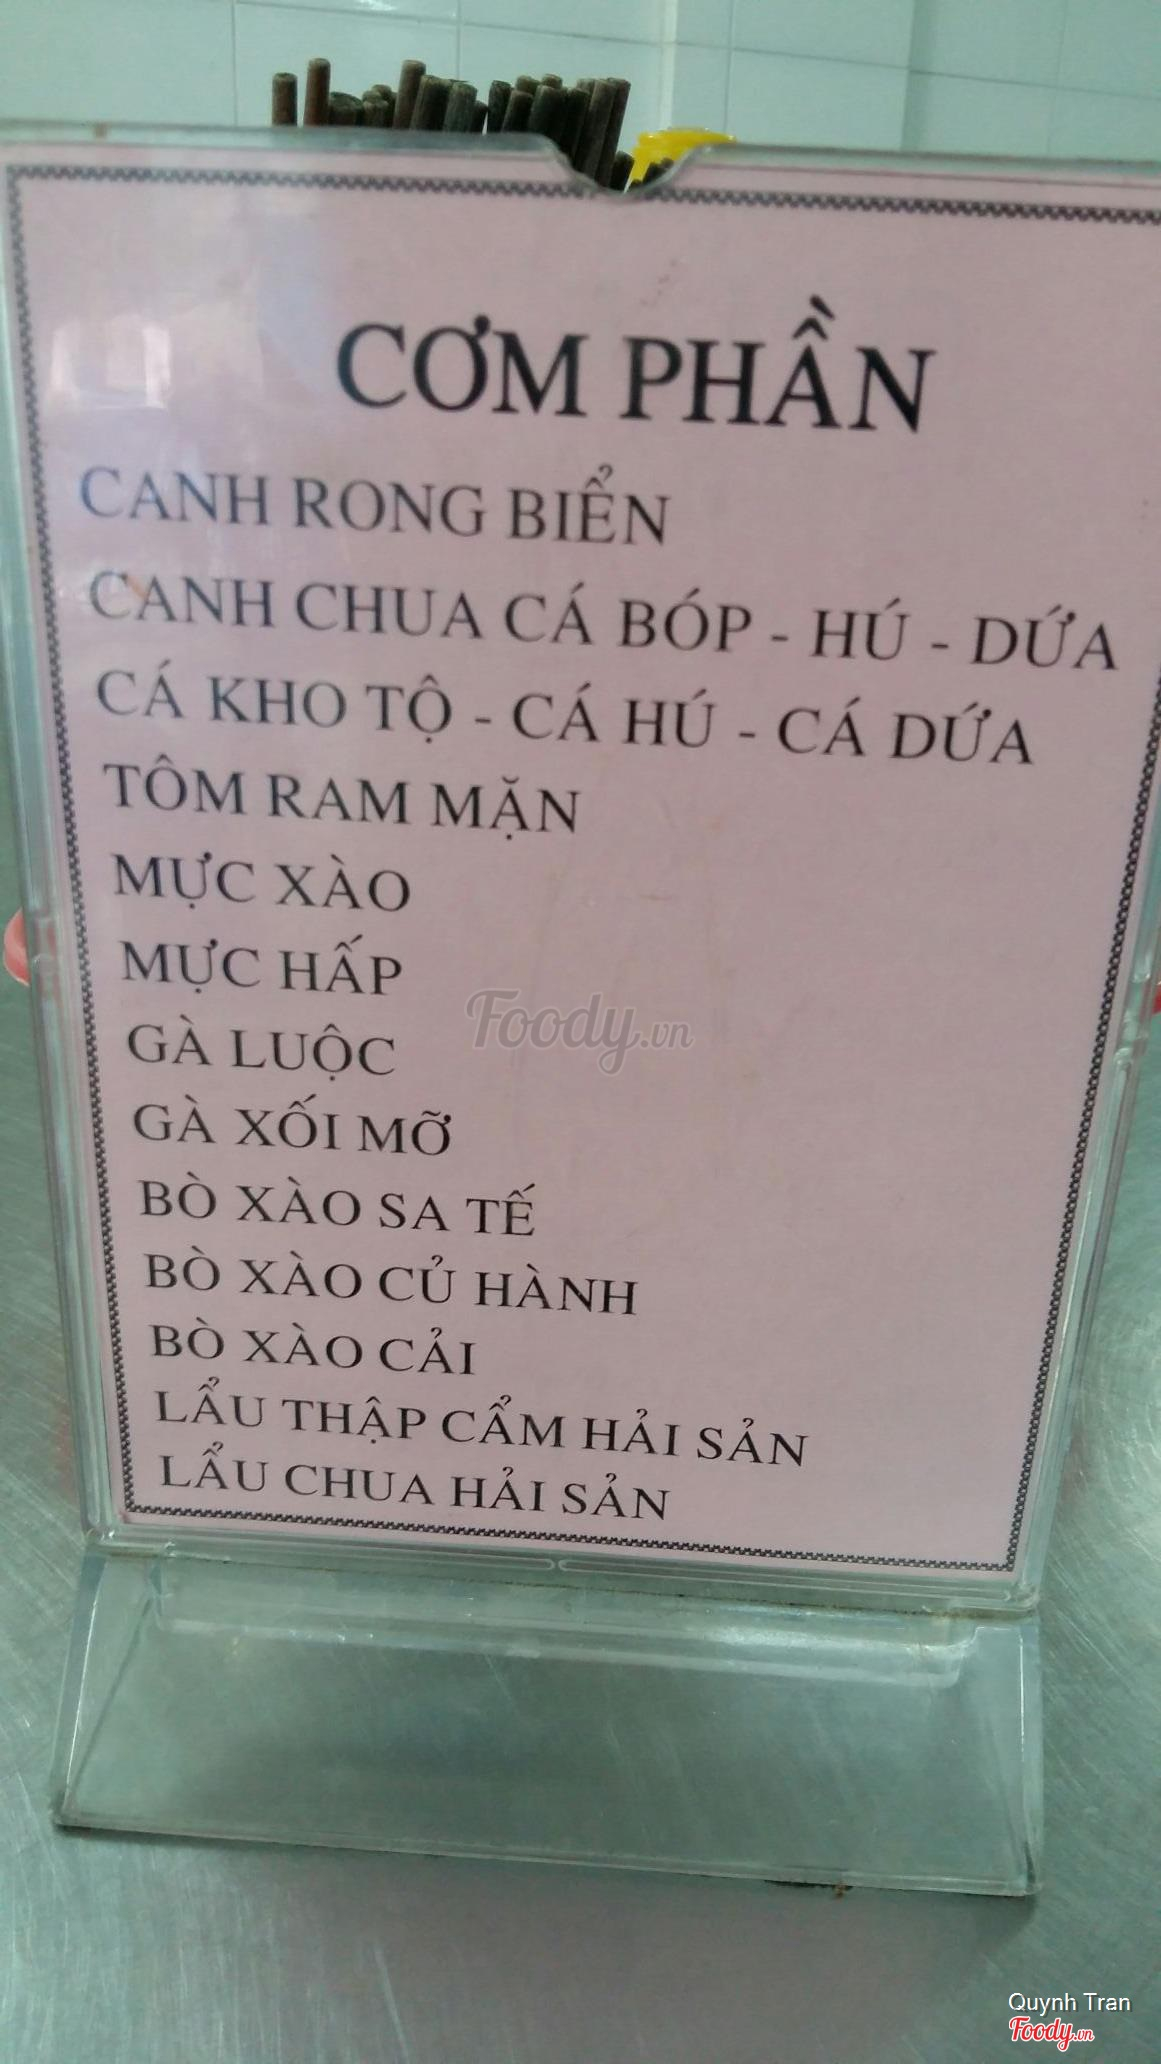 CƠM PHẦN
CANH RONG BIỂN
CANH CHUA CÁ BÓP - HÚ - DỨA
CÁ KHO TỘ - CÁ HÚ - CÁ DỨA
TÔM RAM MẶN
MỰC XÀO
MỰC HẤP
GÀ LUỘC
GÀ XỐI MỠ
BÒ XÀO SA TẾ
BÒ XÀO CỦ HÀNH
BÒ XÀO CẢI
LẨU THẬP CẨM HẢI SẢN
LẨU CHUA HẢI SẢN
Foody.vn
Quynh Tran
Foody.vn